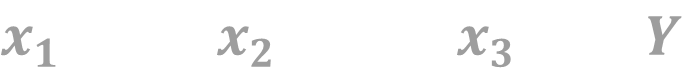 x₁ x₂ x₃ Y